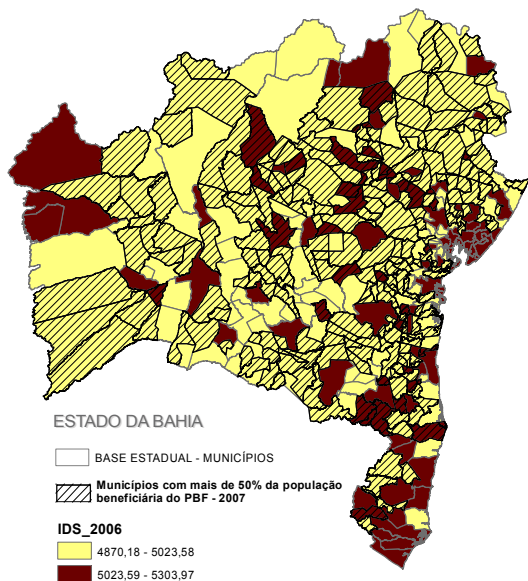 ESTADO DA BAHIA
BASE ESTADUAL - MUNICÍPIOS
Municípios com mais de 50% da população
beneficiária do PBF - 2007
IDS_2006
4870,18 - 5023,58
5023,59 - 5303,97